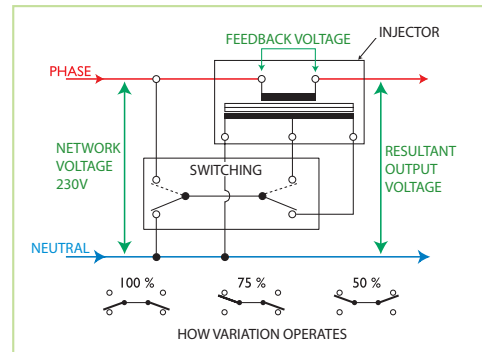 FEEDBACK VOLTAGE
INJECTOR
PHASE
NETWORK
VOLTAGE
230V
SWITCHING
RESULTANT
OUTPUT
VOLTAGE
NEUTRAL
100 %
75 %
50 %
HOW VARIATION OPERATES